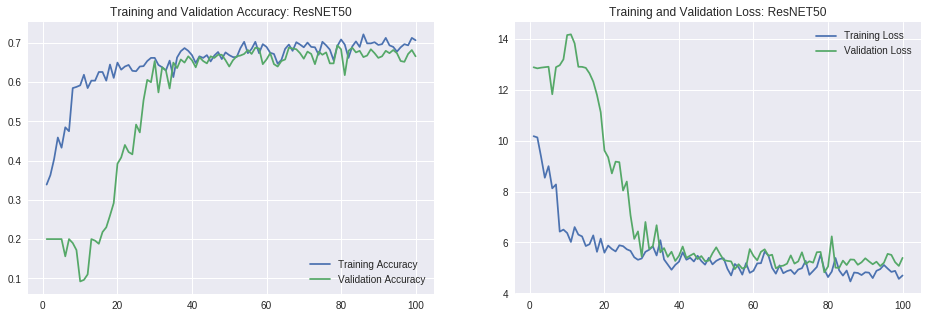 Training and Validation Accuracy: ResNET50
0.7
0.6
0.5
0.4
0.3
0.2
0.1
0 20 40 60 80 100
Training Accuracy
Validation Accuracy
Training and Validation Loss: ResNET50
14
12
10
8
6
4
0 20 40 60 80 100
Training Loss
Validation Loss